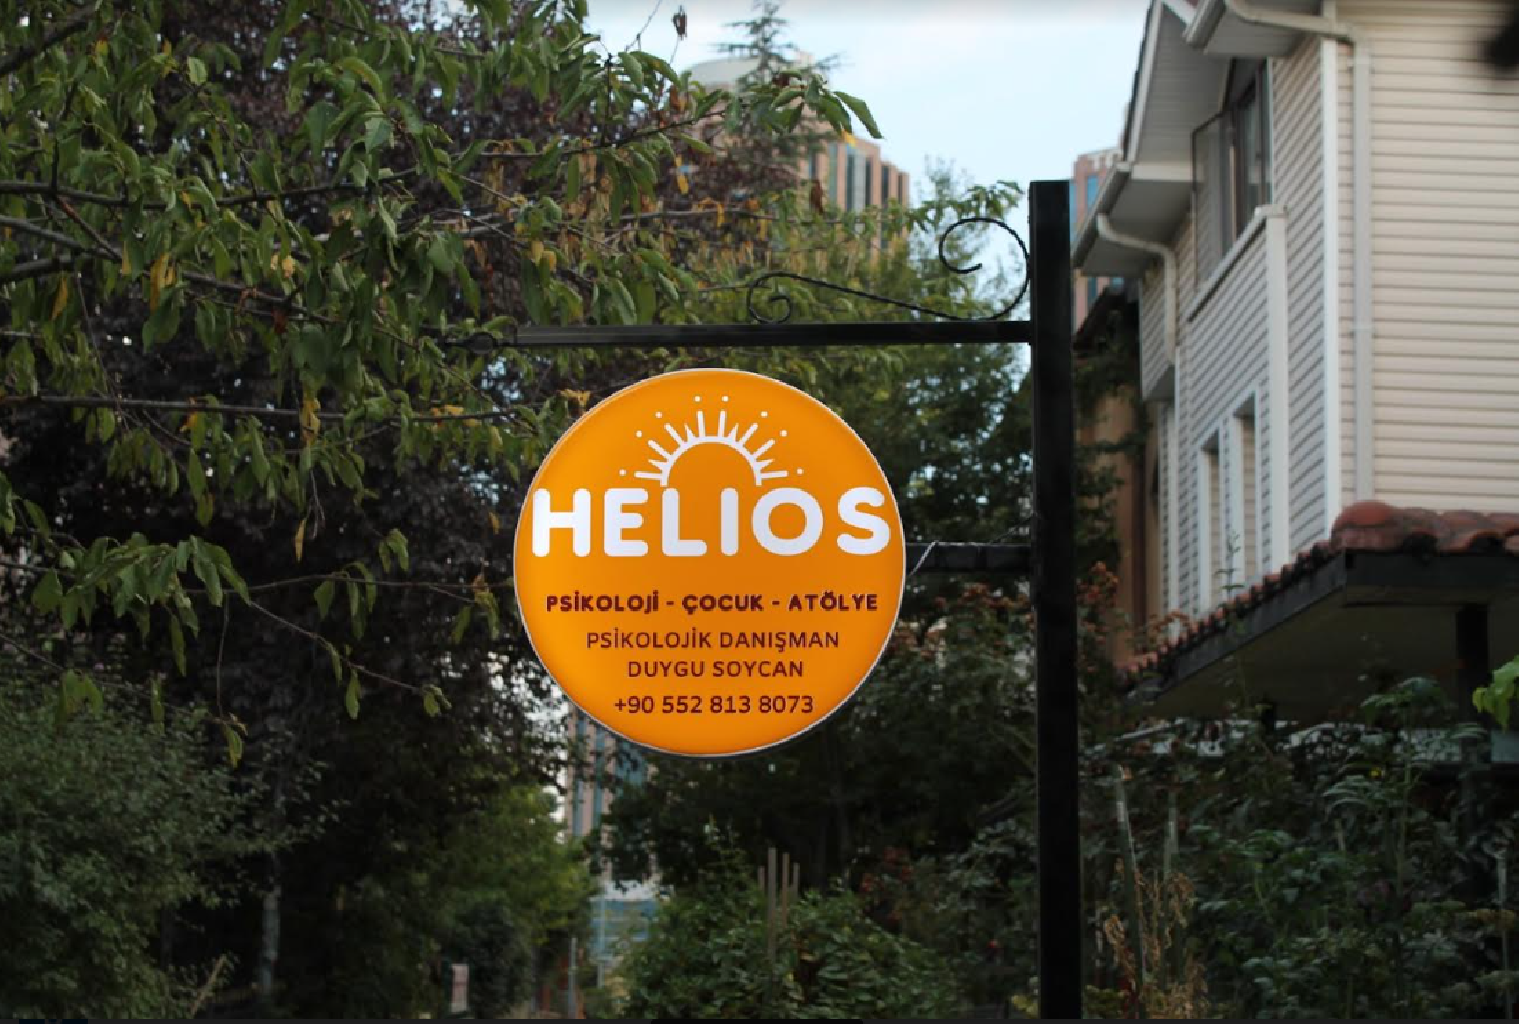 HELIOS
PSİKOLOJİ - ÇOCUK - ATÖLYE
PSİKOLOJİK DANIŞMAN
DUYGU SOYCAN
+90 552 813 8073